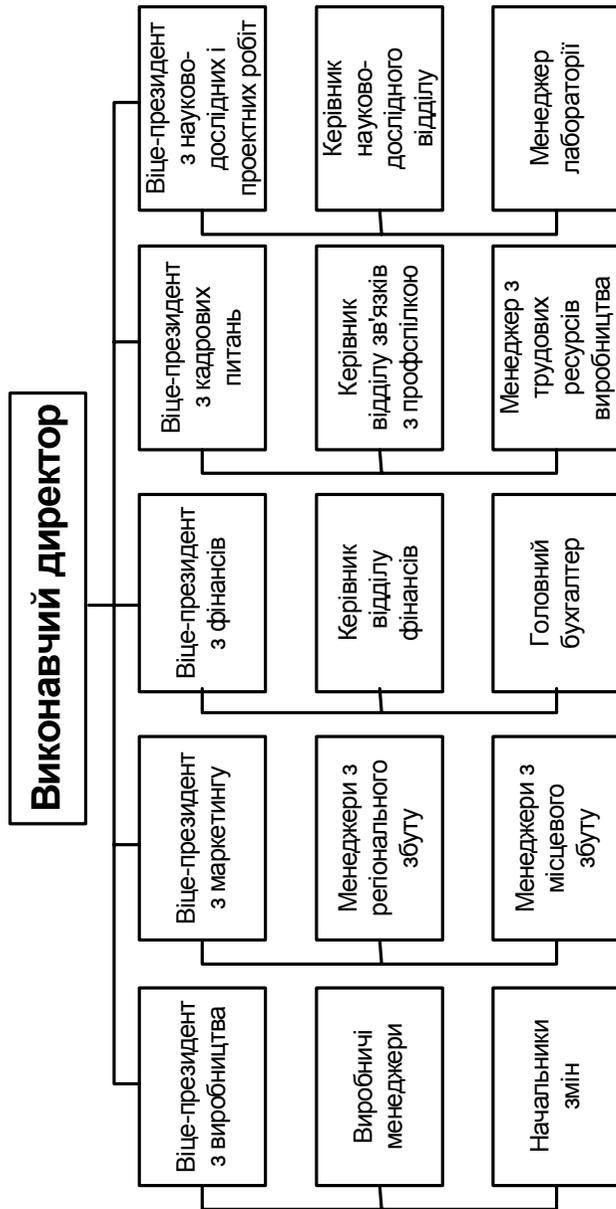 Виконавчий директор
Віце-президент
з виробництва
Віце-президент
з маркетингу
Віце-президент
з фінансів
Віце-президент
з кадрових
питань
Віце-президент
з науково-
дослідних і
проектних робіт
Виробничі
менеджери
Менеджери з
регіонального
збуту
Керівник
відділу
фінансів
Керівник
відділу зв'язків
з профспілкою
Керівник
науково-
дослідного
відділу
Начальники
змін
Менеджери з
місцевого
збуту
Головний
бухгалтер
Менеджер з
трудових
ресурсів
виробництва
Менеджер
лабораторії